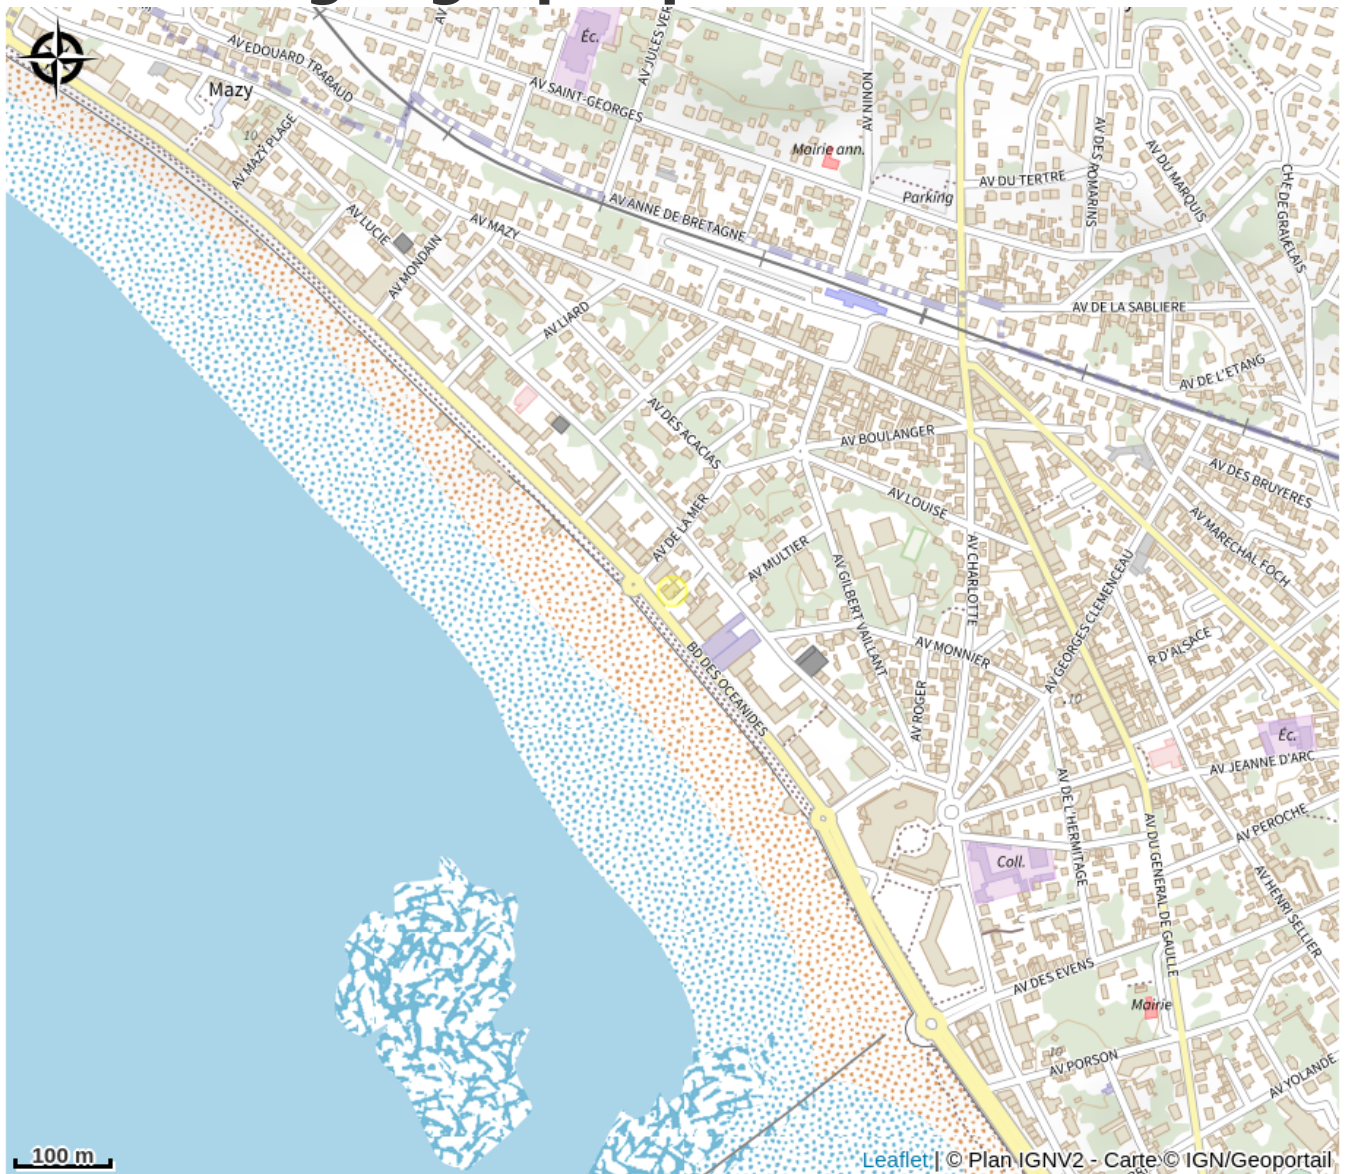 Éc.
AV EDOUARD TRABAUD
AV JULES VER
AV SAINT-GEORGES
AV NINON
Mazy
10
AV MAZY PLAGE
Mairie ann.
Parking
AV DU TERTRE
AV DES ROMARINS
AV DU MARQUIS
CHE DE GRAVELAIS
AV LUCIE
AV MONDAIN
AV MAZY
AV ANNE DE BRETAGNE
AV LIARD
AV DE LA SABLIERE
AV DE L'ETANG
AV DES ACACIAS
AV BOULANGER
AV DES BRUYERES
AV LOUISE
AV DE LA MER
AV MULTIER
AV GILBERT VAILLANT
AV CHARLOTTE
AV MARECHAL FOCH
AV GEORGES CLEMENCEAU
R D'ALSACE
AV MONNIER
BD DES OCEANIDES
AV ROGER
10
Éc.
AV JEANNE D'ARC
AV DE L'HERMITAGE
AV PEROCHE
Coll.
AV DU GENERAL DE GAULLE
AV HENRI SELLIER
AV DES EVENS
Mairie
10
AV PORSON
AV YOLANDE
100 m
Leaflet | © Plan IGNV2 - Carte © IGN/Geoportail